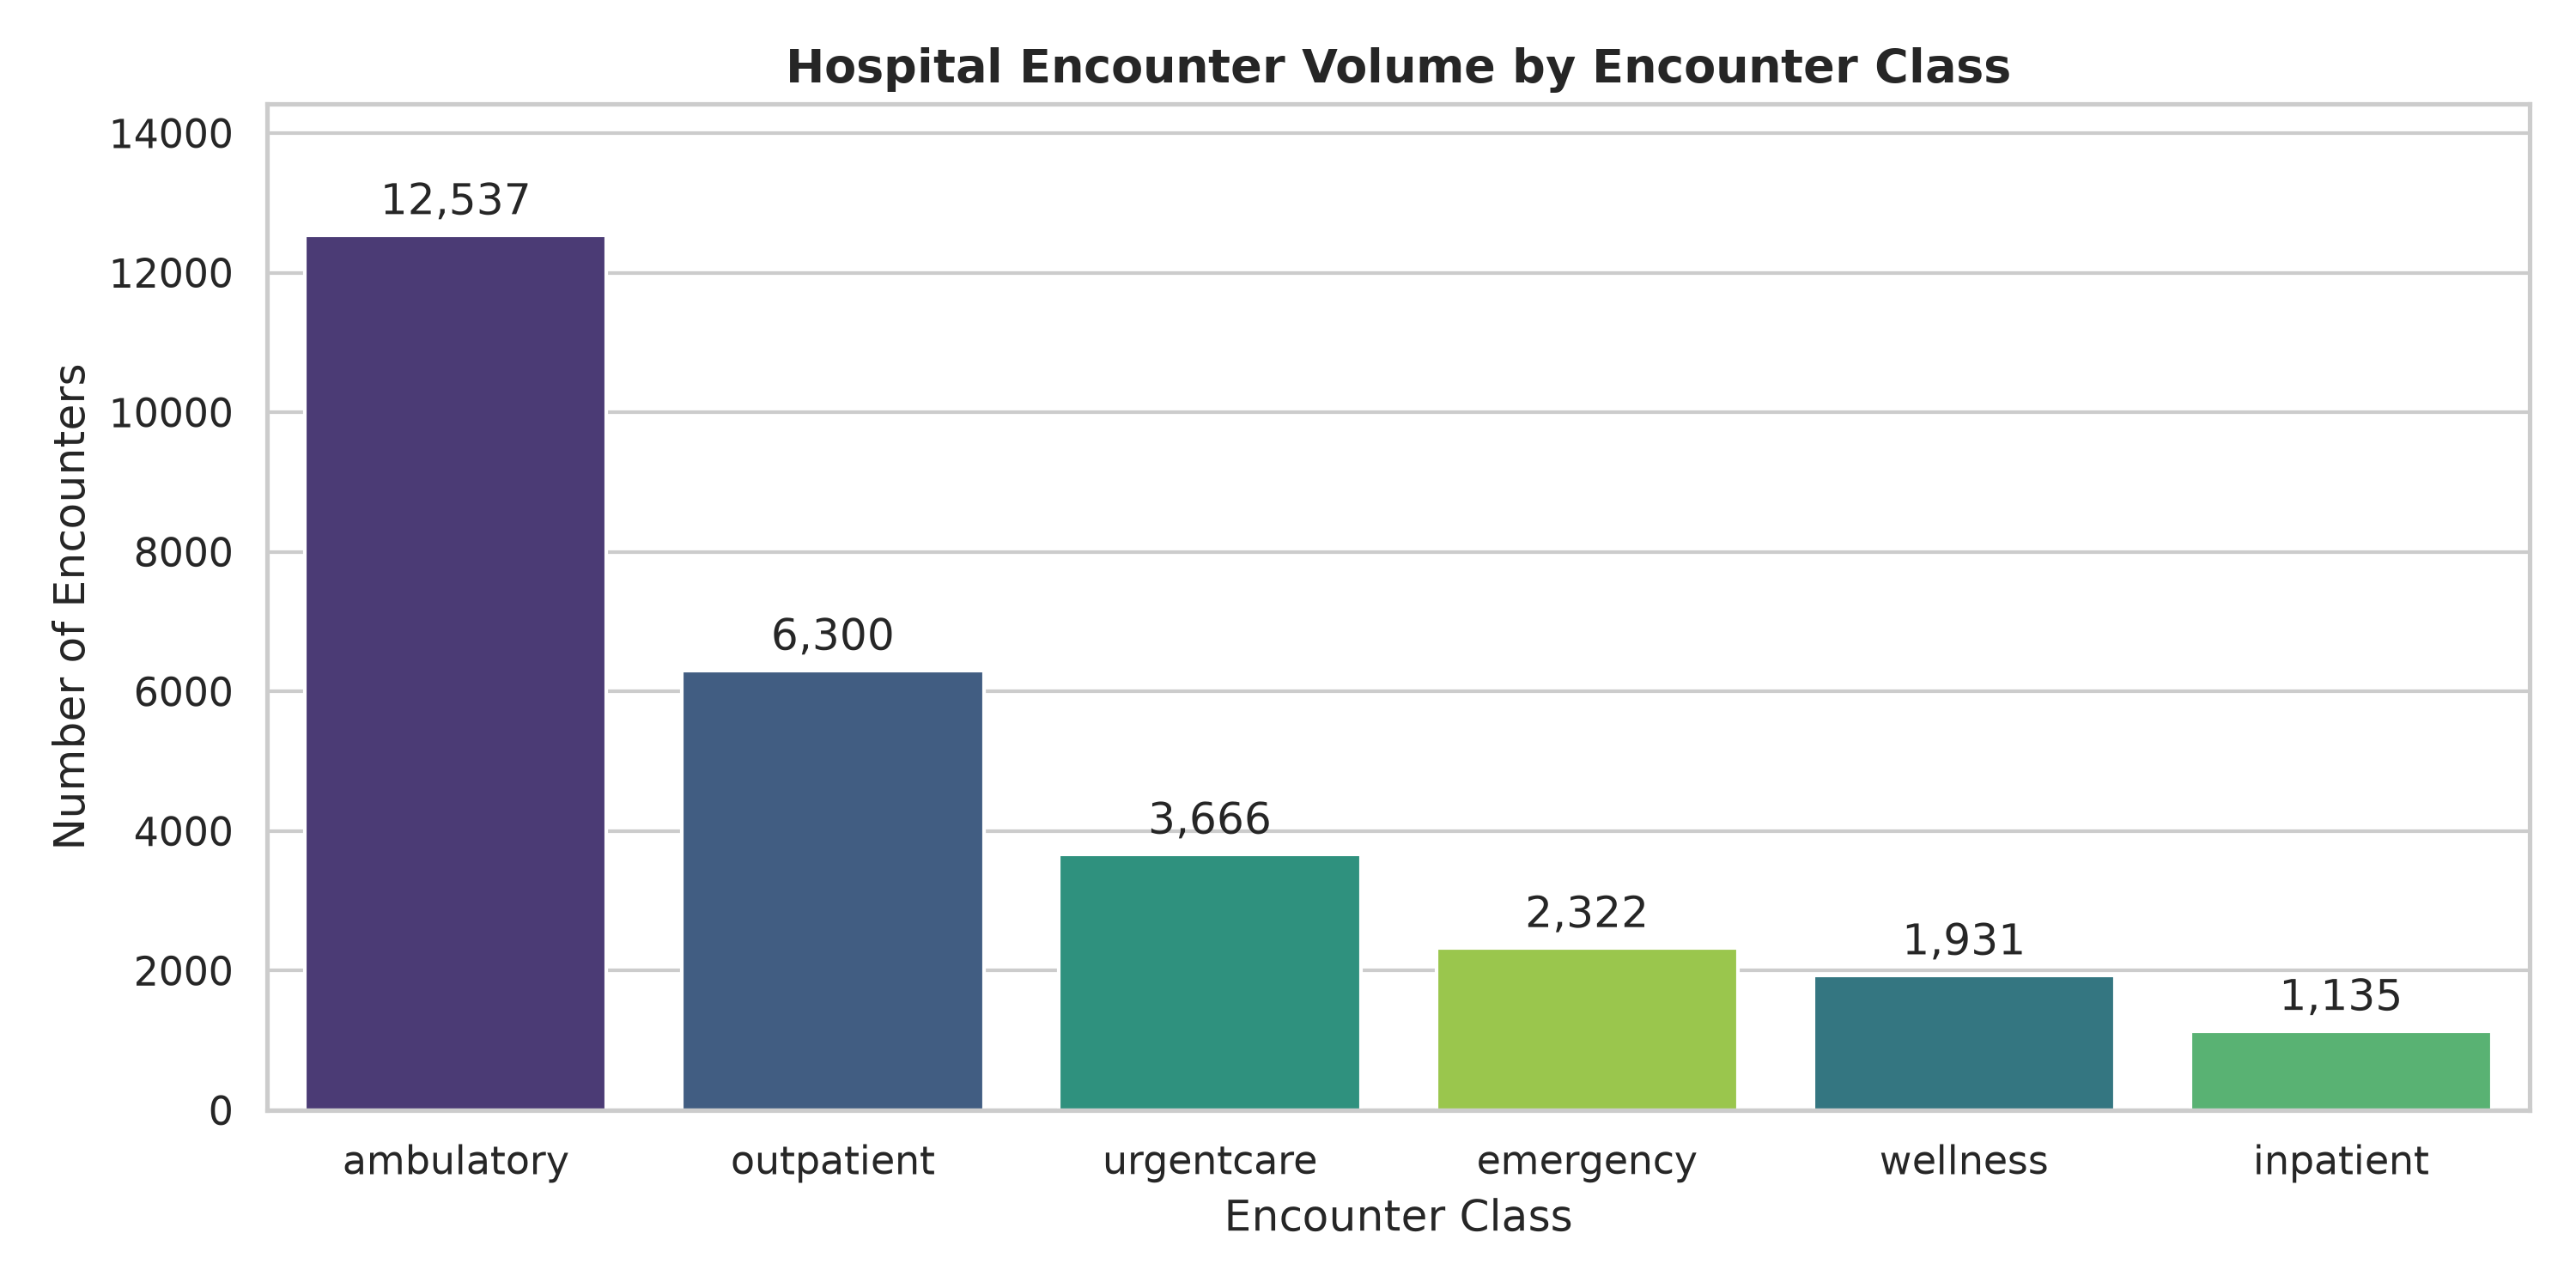 Hospital Encounter Volume by Encounter Class
Number of Encounters
14000
12000
10000
8000
6000
4000
2000
0
12,537
6,300
3,666
2,322
1,931
1,135
ambulatory
outpatient
urgentcare
emergency
wellness
inpatient
Encounter Class